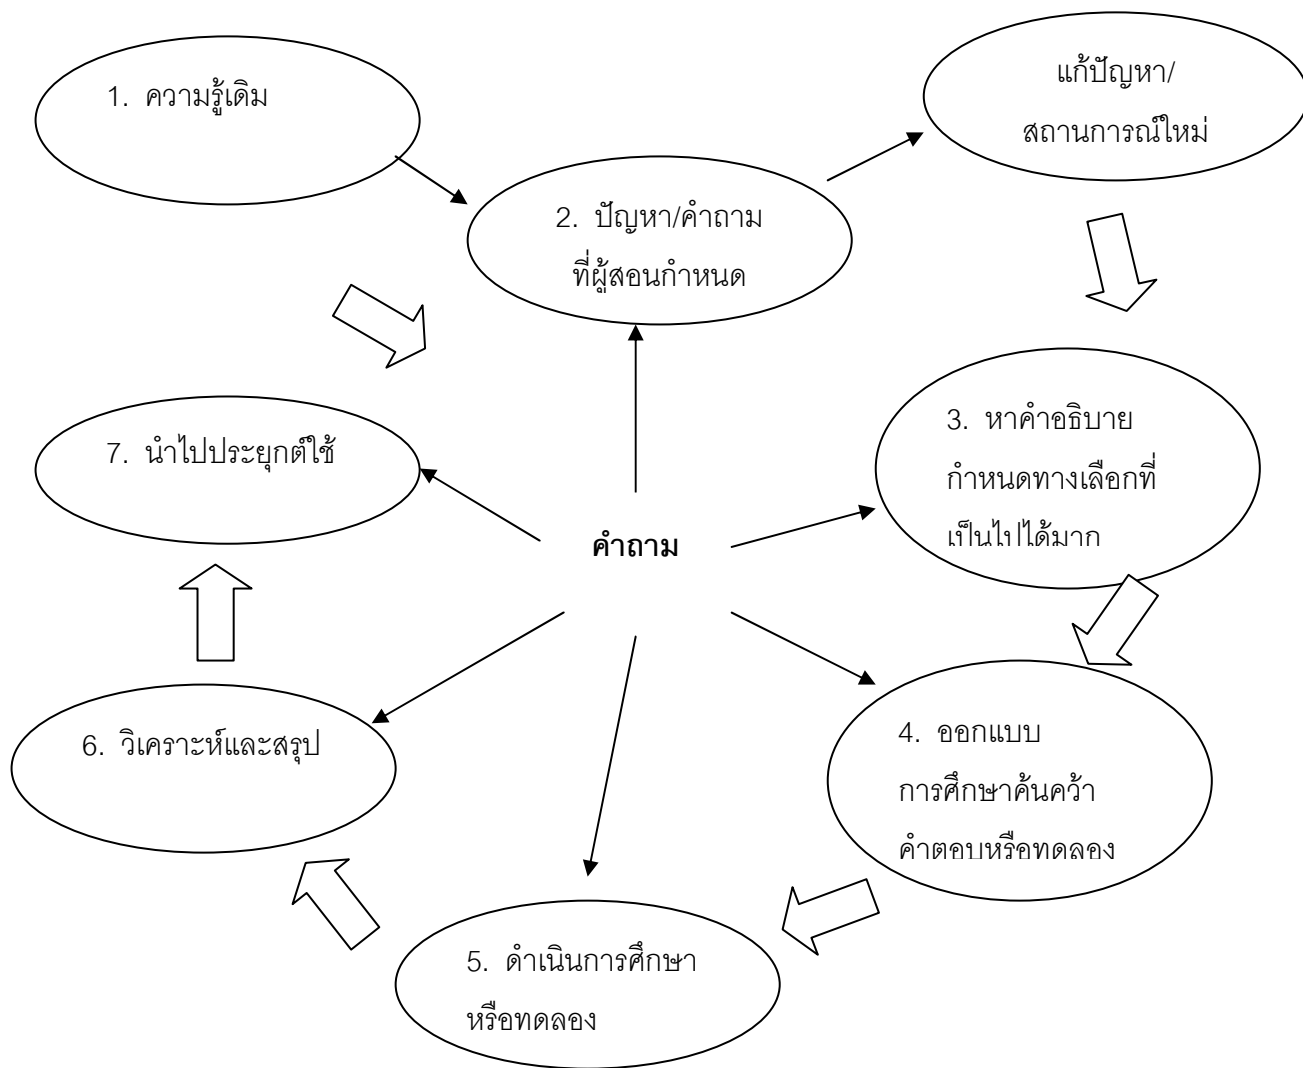 1. ความรู้เดิม
แก้ปัญหา/
สถานการณ์ใหม่
2. ปัญหา/คำถาม
ที่ผู้สอนกำหนด
3. หาคำอธิบาย
กำหนดทางเลือกที่
เป็นไปได้มาก
7. นำไปประยุกต์ใช้
คำถาม
4. ออกแบบ
การศึกษาค้นคว้า
คำตอบหรือทดลอง
6. วิเคราะห์และสรุป
5. ดำเนินการศึกษา
หรือทดลอง